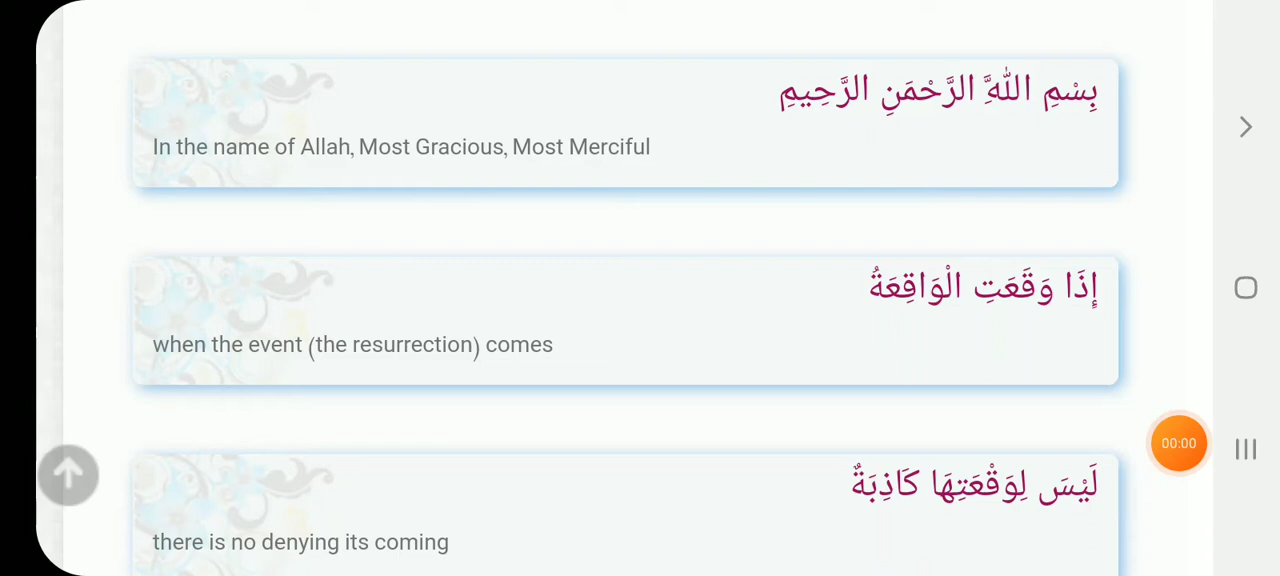 بِسْمِ اللَّهِ الرَّحْمَنِ الرَّحِيمِ
In the name of Allah, Most Gracious, Most Merciful
إِذَا وَقَعَتِ الْوَاقِعَةُ
when the event (the resurrection) comes
لَيْسَ لِوَقْعَتِهَا كَاذِبَةٌ
there is no denying its coming
00:00